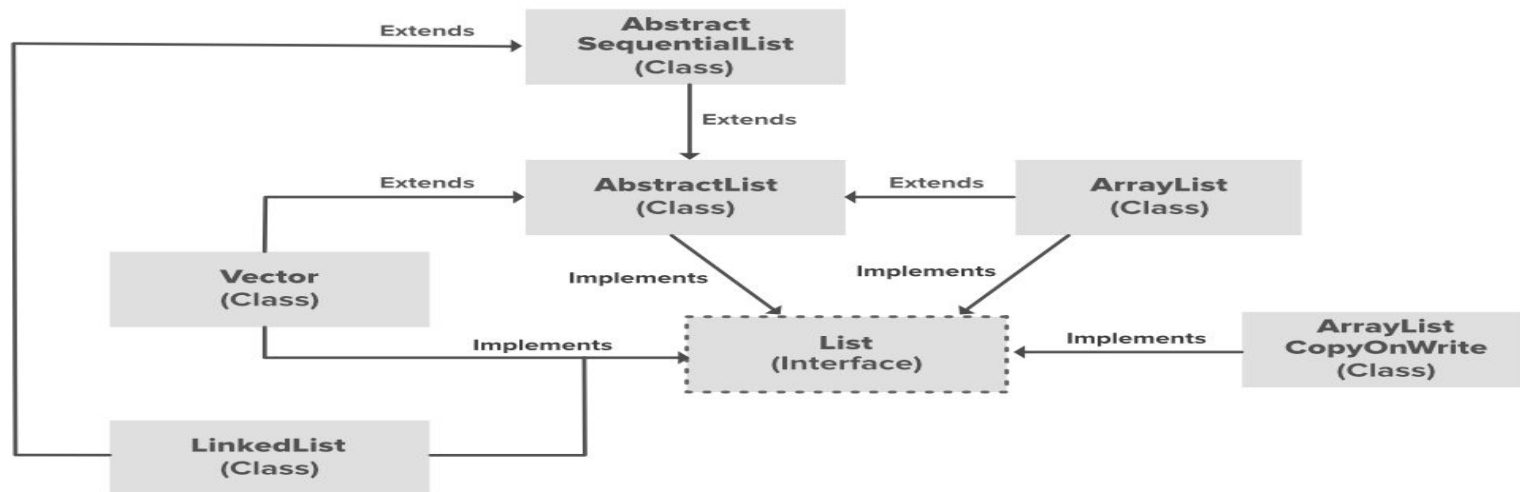 Extends
Abstract
SequentialList
(Class)
Extends
Extends
AbstractList
(Class)
Extends
ArrayList
(Class)
Vector
(Class)
Implements
Implements
Implements
List
(Interface)
Implements
ArrayList
CopyOnWrite
(Class)
LinkedList
(Class)